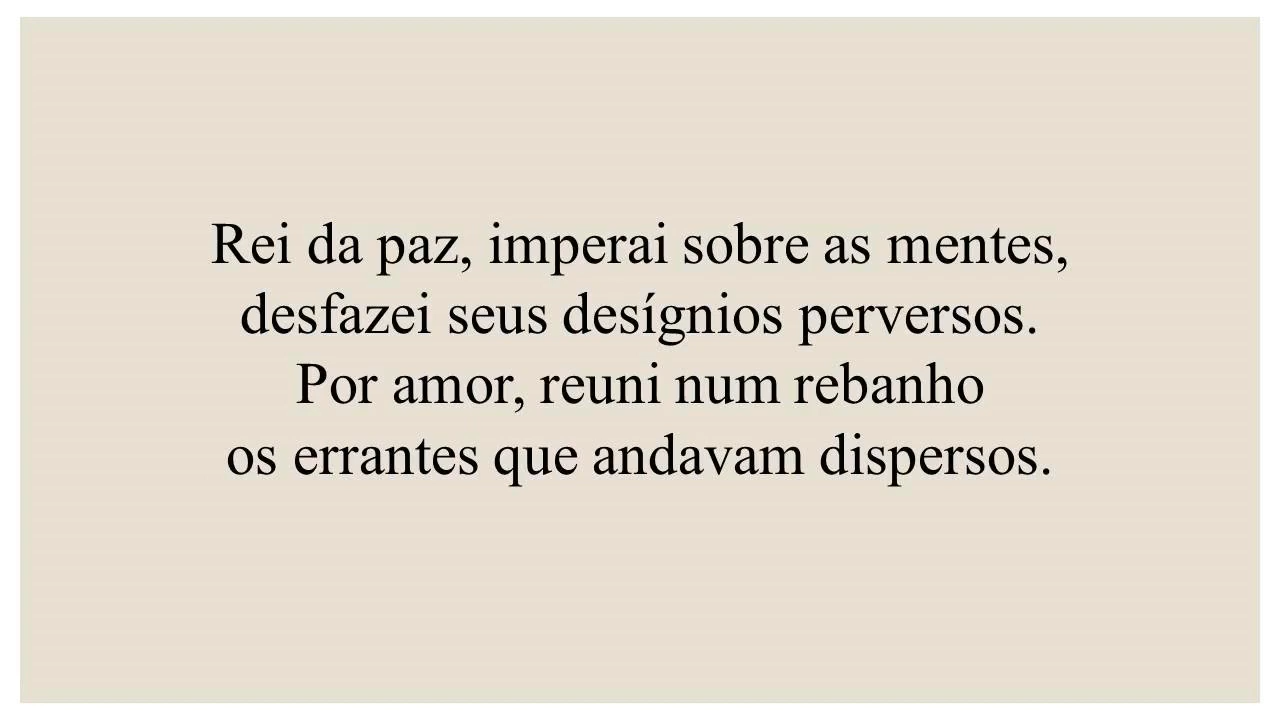 Rei da paz, imperai sobre as mentes,
desfazei seus desígnios perversos.
Por amor, reuni num rebanho
os errantes que andavam dispersos.